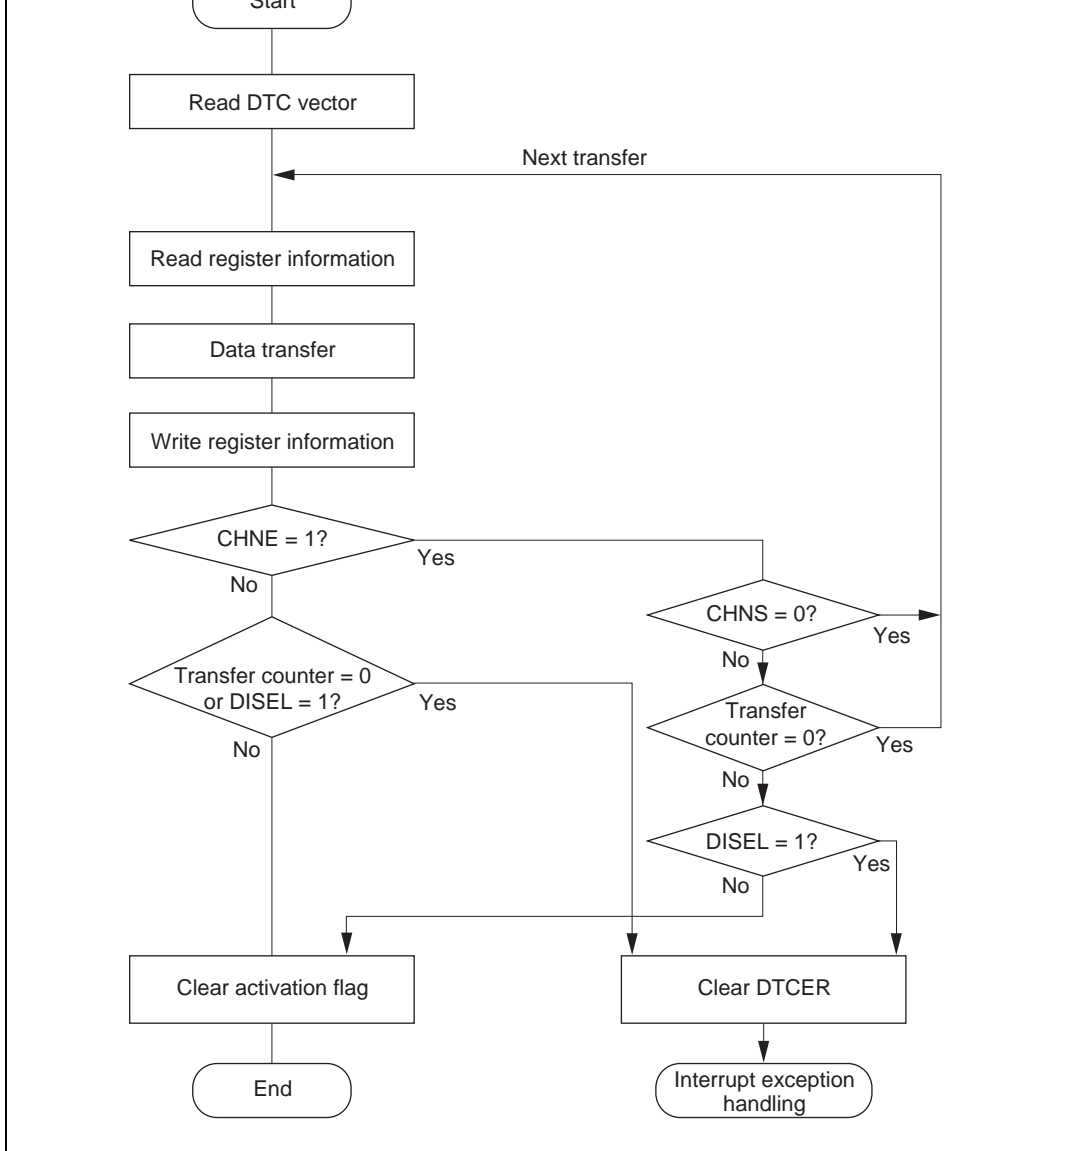 Start
Read DTC vector
Next transfer
Read register information
Data transfer
Write register information
CHNE = 1?
Yes
No
CHNS = 0?
Yes
No
Transfer counter = 0
or DISEL = 1?
Yes
No
Transfer
counter = 0?
Yes
No
DISEL = 1?
Yes
No
Clear activation flag
Clear DTCER
End
Interrupt exception
handling